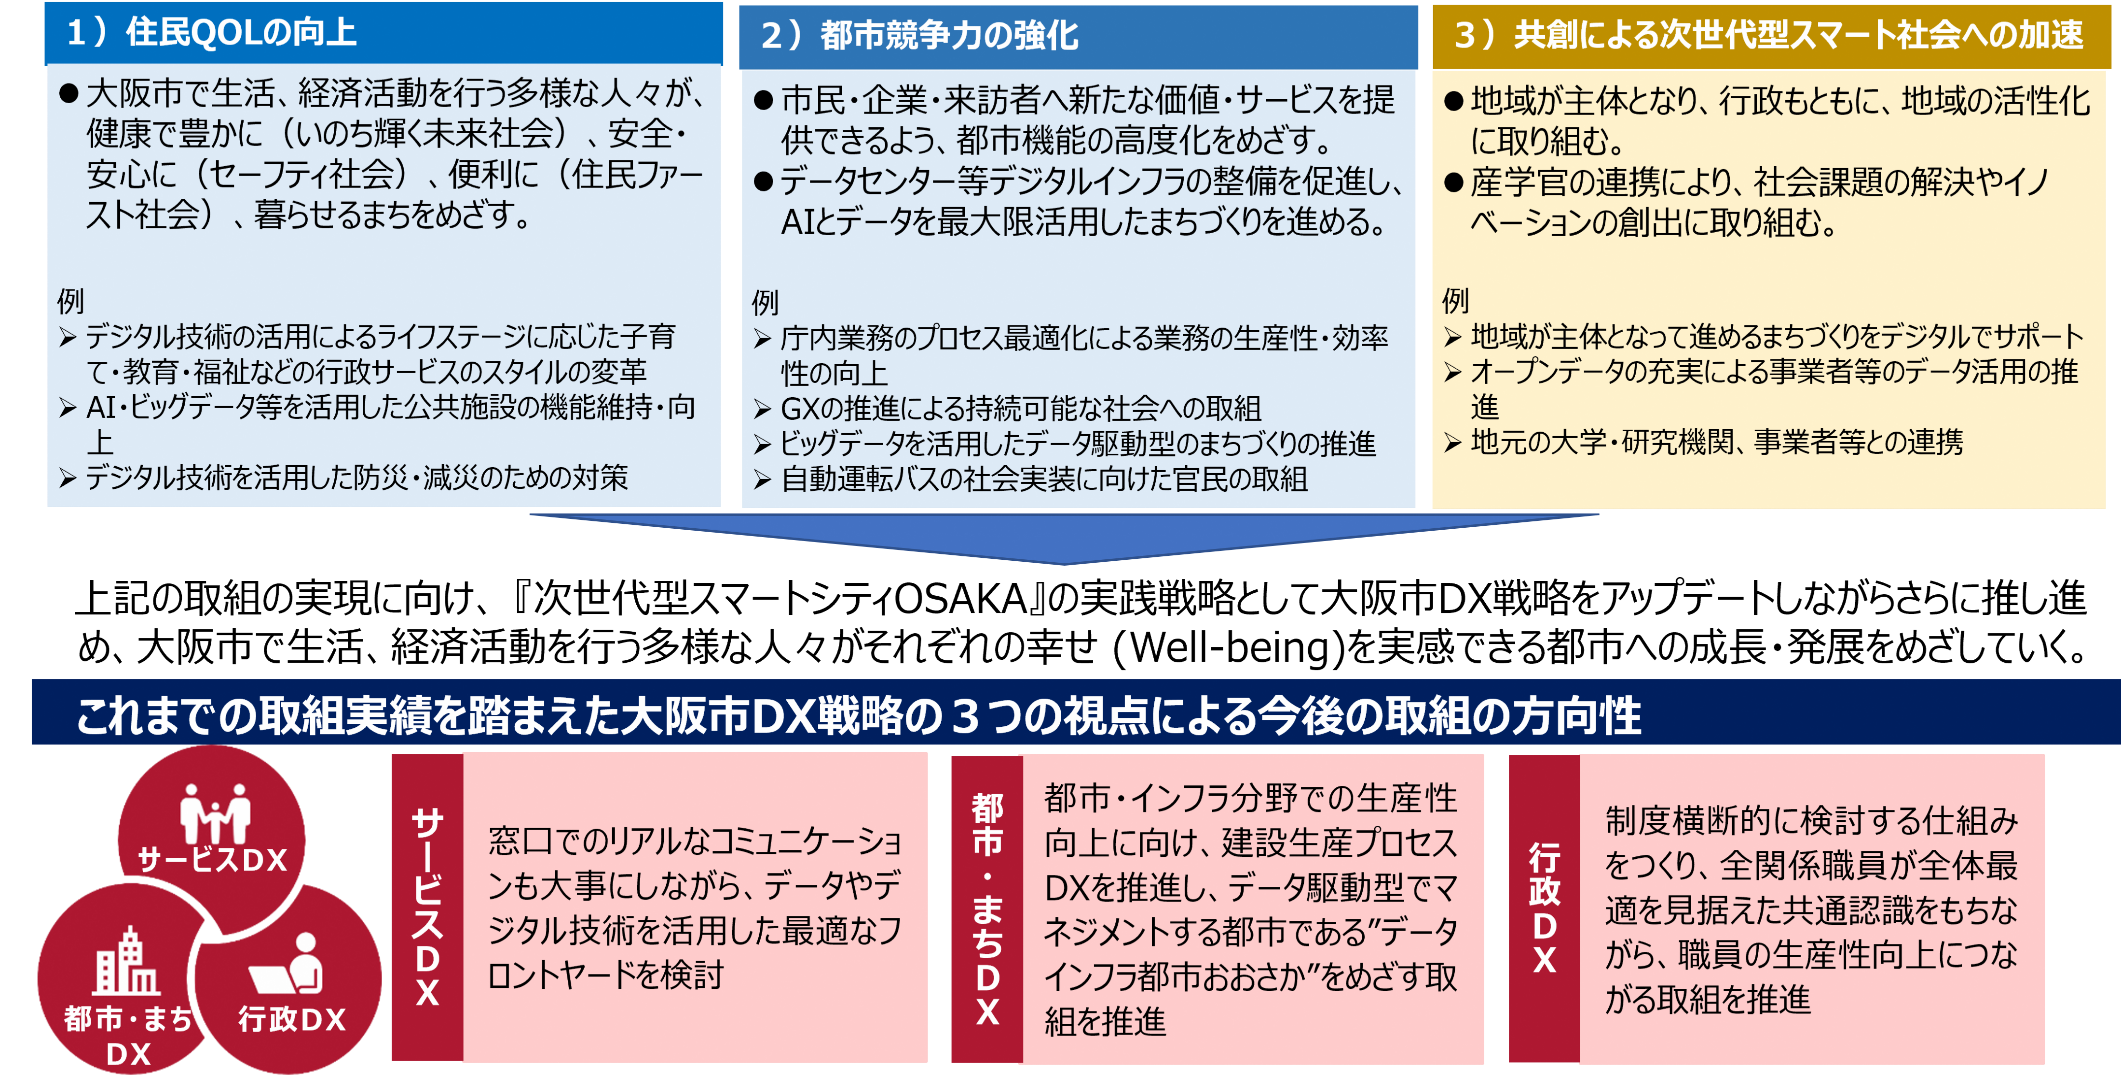 １）住民QOLの向上
●大阪市で生活、経済活動を行う多様な人々が、
健康で豊かに（いのち輝く未来社会）、安全・
安心に（セーフティ社会）、便利に（住民ファー
スト社会）、暮らせるまちをめざす。
例
➢デジタル技術の活用によるライフステージに応じた子育
て・教育・福祉などの行政サービスのスタイルの変革
➢AI・ビッグデータ等を活用した公共施設の機能維持・向
上
➢デジタル技術を活用した防災・減災のための対策
２）都市競争力の強化
●市民・企業・来訪者へ新たな価値・サービスを提
供できるよう、都市機能の高度化をめざす。
●データセンター等デジタルインフラの整備を促進し、
AIとデータを最大限活用したまちづくりを進める。
例
➢庁内業務のプロセス最適化による業務の生産性・効率
性の向上
➢GXの推進による持続可能な社会への取組
➢ビッグデータを活用したデータ駆動型のまちづくりの推進
➢自動運転バスの社会実装に向けた官民の取組
３）共創による次世代型スマート社会への加速
●地域が主体となり、行政もともに、地域の活性化
に取り組む。
●産学官の連携により、社会課題の解決やイノ
ベーションの創出に取り組む。
例
➢地域が主体となって進めるまちづくりをデジタルでサポート
➢オープンデータの充実による事業者等のデータ活用の推
進
➢地元の大学・研究機関、事業者等との連携
上記の取組の実現に向け、『次世代型スマートシティOSAKA』の実践戦略として大阪市DX戦略をアップデートしながらさらに推し進
め、大阪市で生活、経済活動を行う多様な人々がそれぞれの幸せ (Well-being)を実感できる都市への成長・発展をめざしていく。
これまでの取組実績を踏まえた大阪市DX戦略の３つの視点による今後の取組の方向性
サービスDX
都市・まち
DX
行政DX
サービスDX
窓口でのリアルなコミュニケーショ
ンも大事にしながら、データやデ
ジタル技術を活用した最適なフ
ロントヤードを検討
都市・まちDX
都市・インフラ分野での生産性
向上に向け、建設生産プロセス
DXを推進し、データ駆動型でマ
ネジメントする都市である”データ
インフラ都市おおさか”をめざす取
組を推進
行政DX
制度横断的に検討する仕組み
をつくり、全関係職員が全体最
適を見据えた共通認識をもちな
がら、職員の生産性向上につな
がる取組を推進